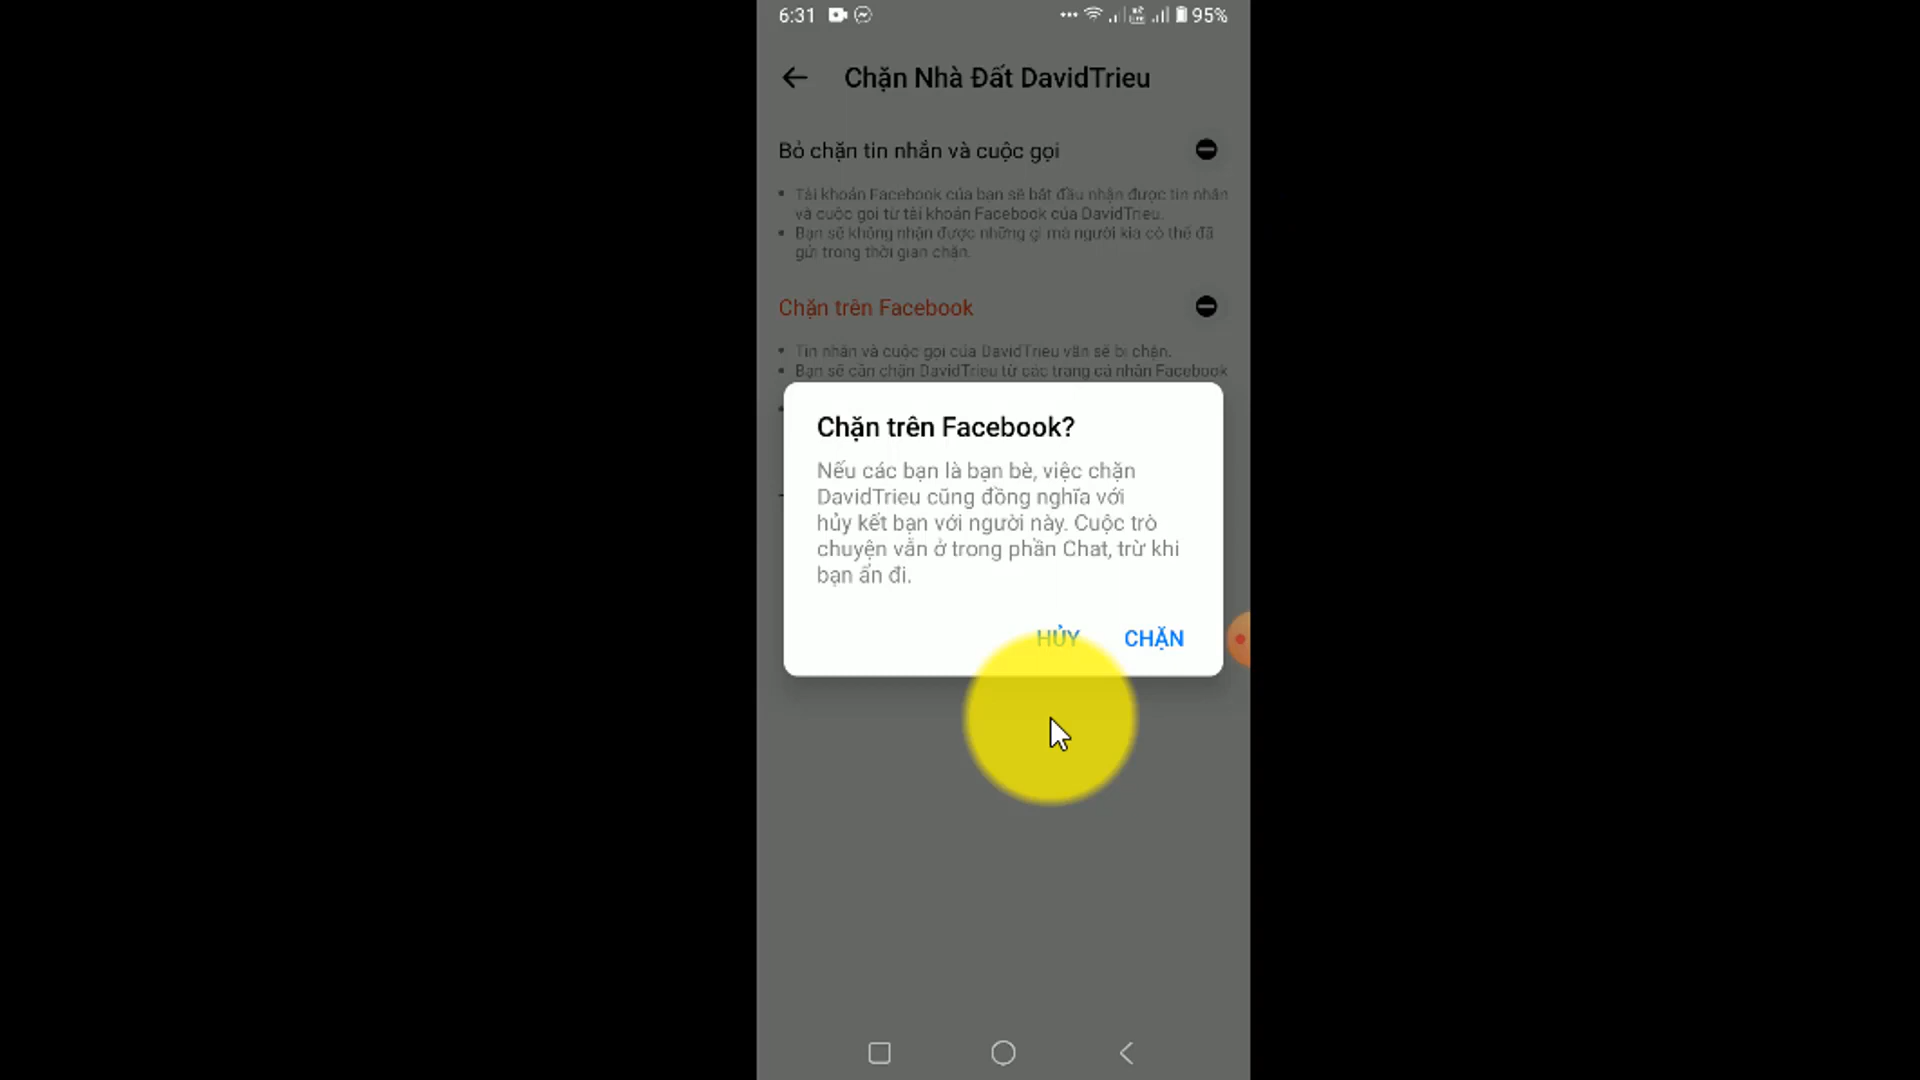 6:31 95%
Chặn Nhà Đất DavidTrieu
Bỏ chặn tin nhắn và cuộc gọi
• Tài khoản Facebook của bạn sẽ bắt đầu nhận được tin nhắn
và cuộc gọi từ tài khoản Facebook của DavidTrieu.
• Bạn sẽ không nhận được những gì mà người kia có thể đã
gửi trong thời gian chặn.
Chặn trên Facebook
• Tin nhắn và cuộc gọi của DavidTrieu vẫn sẽ bị chặn.
• Bạn sẽ cần chặn DavidTrieu từ các trang cá nhân Facebook
Chặn trên Facebook?
Nếu các bạn là bạn bè, việc chặn
DavidTrieu cũng đồng nghĩa với
hủy kết bạn với người này. Cuộc trò
chuyện vẫn ở trong phần Chat, trừ khi
bạn ẩn đi.
HỦY CHẶN